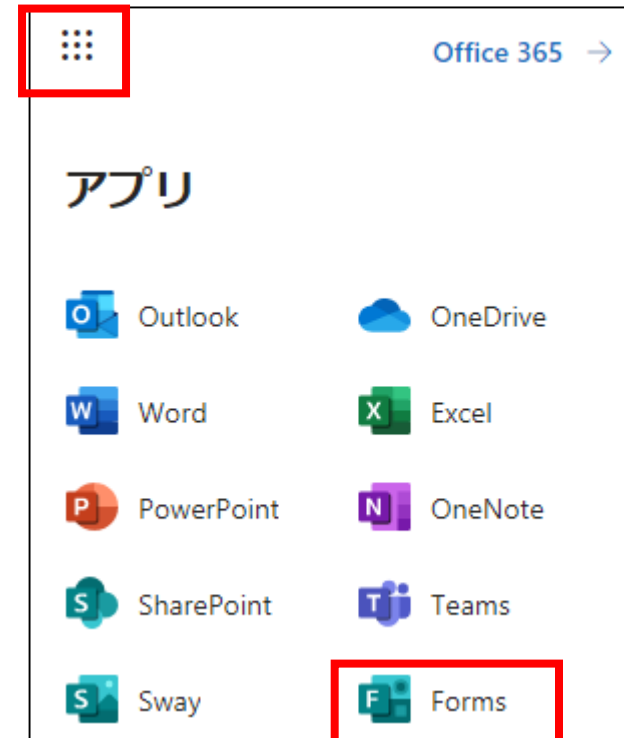 Office 365 →
アプリ
Outlook OneDrive
Word Excel
PowerPoint OneNote
SharePoint Teams
Sway Forms